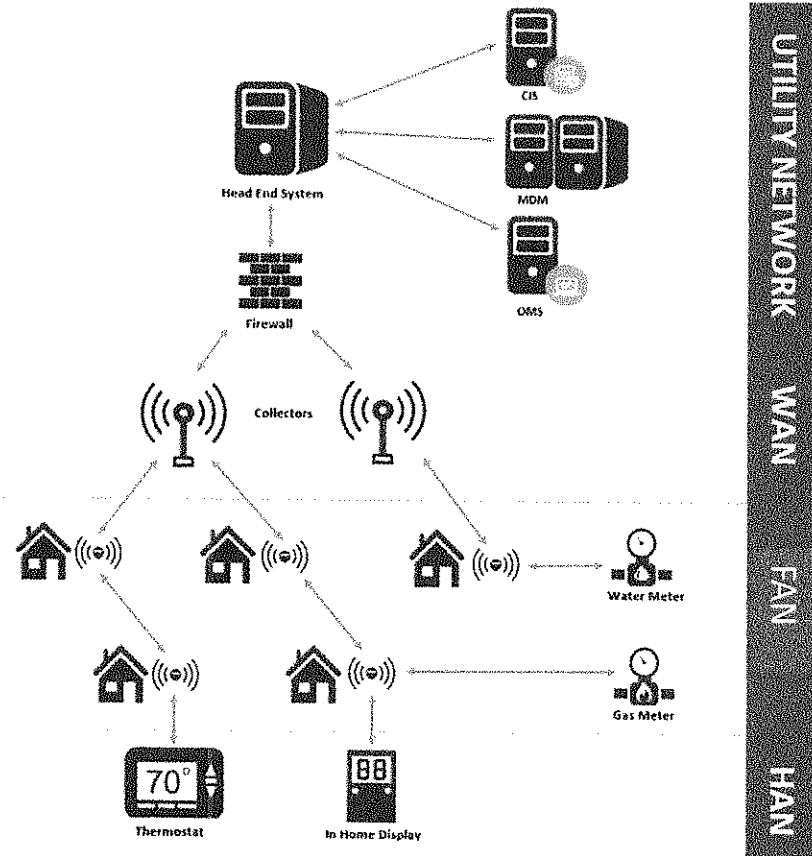 CIS
Head End System
MDM
Firewall
OMS
Collectors
Water Meter
Gas Meter
70°
88
Thermostat
In Home Display
UTILITY NETWORK
WAN
FAN
HAN